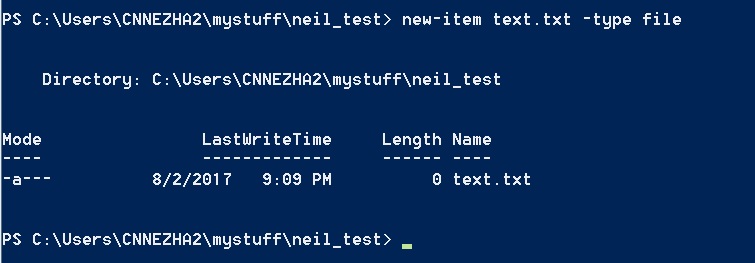 PS C:\Users\CNNEZHA2\mystuff\neil_test> new-item text.txt -type file
Directory: C:\Users\CNNEZHA2\mystuff\neil_test
Mode LastWriteTime Length Name
---- ------------- ------ ----
-a--- 8/2/2017 9:09 PM 0 text.txt
PS C:\Users\CNNEZHA2\mystuff\neil_test>